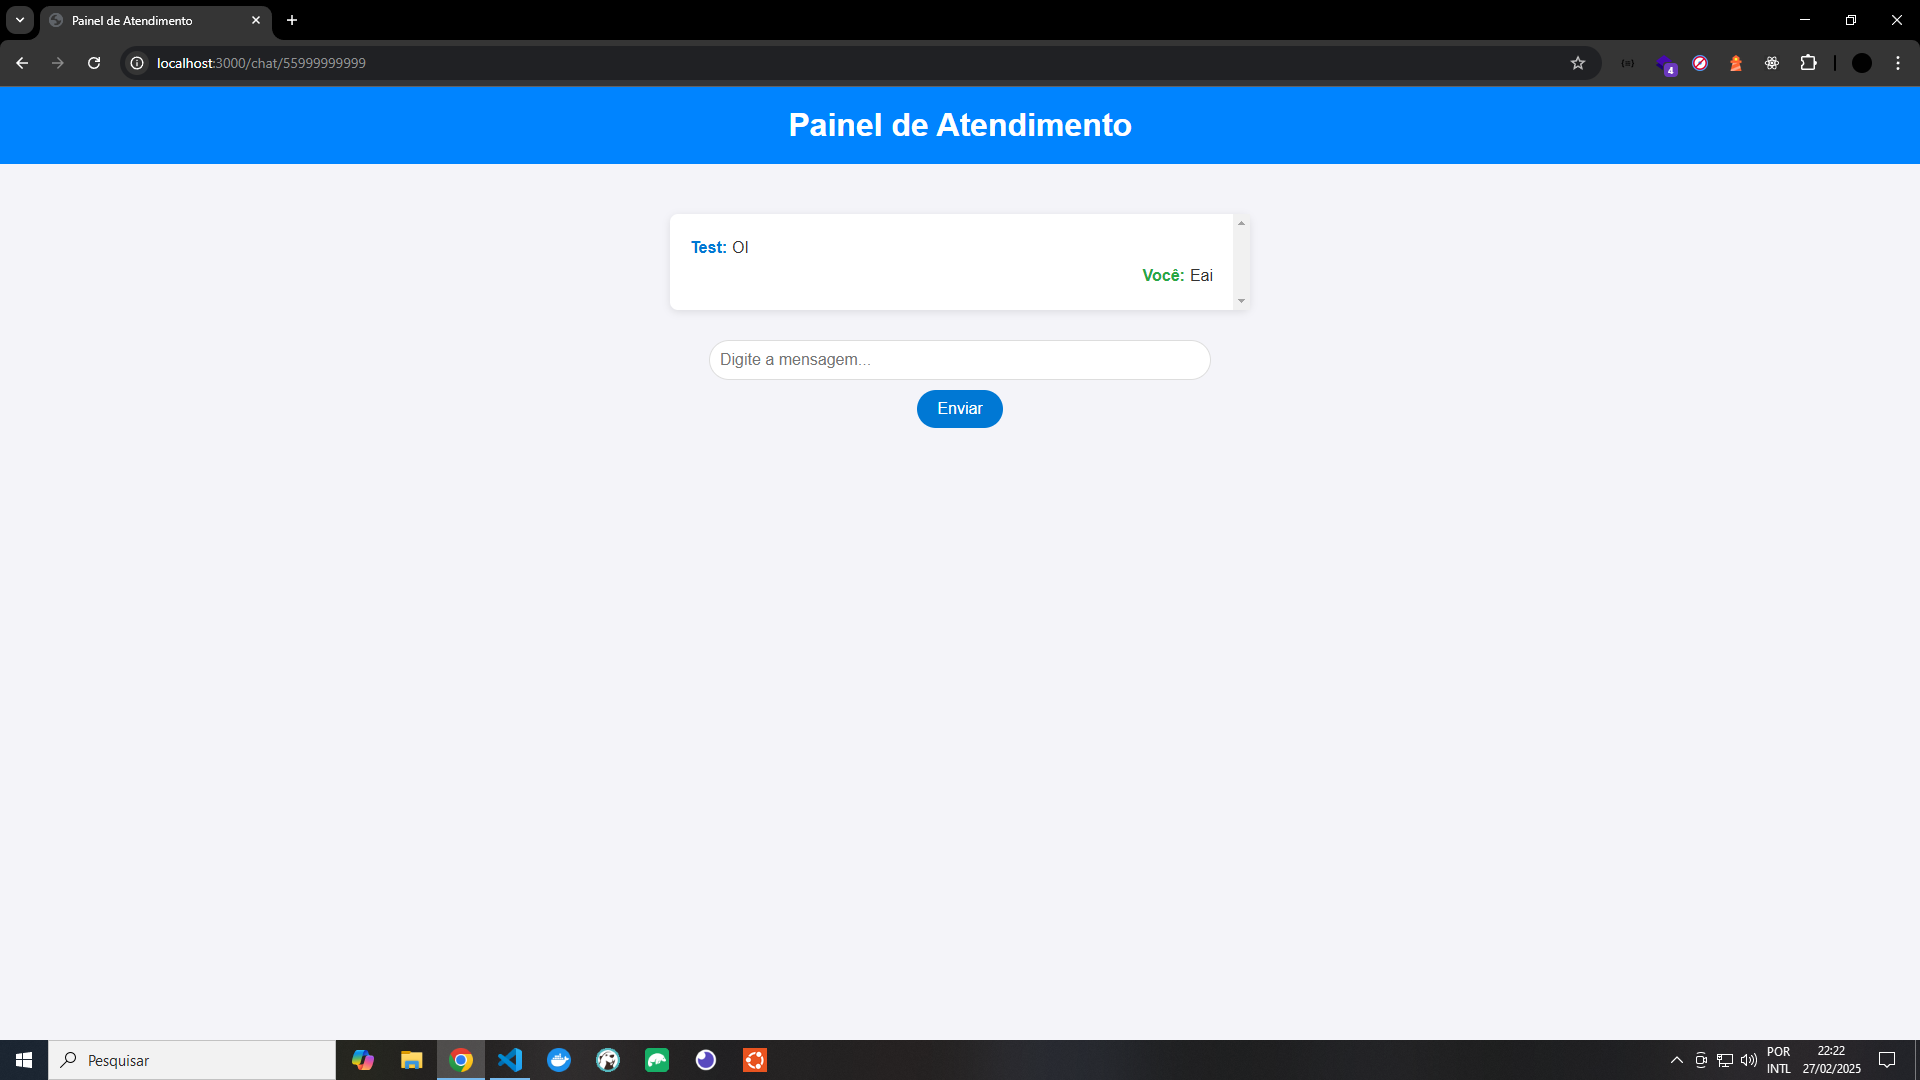 Painel de Atendimento
localhost:3000/chat/55999999999
4
Painel de Atendimento
Test: OI
Você: Eai
Digite a mensagem...
Enviar
Pesquisar
POR
INTL
22:22
27/02/2025